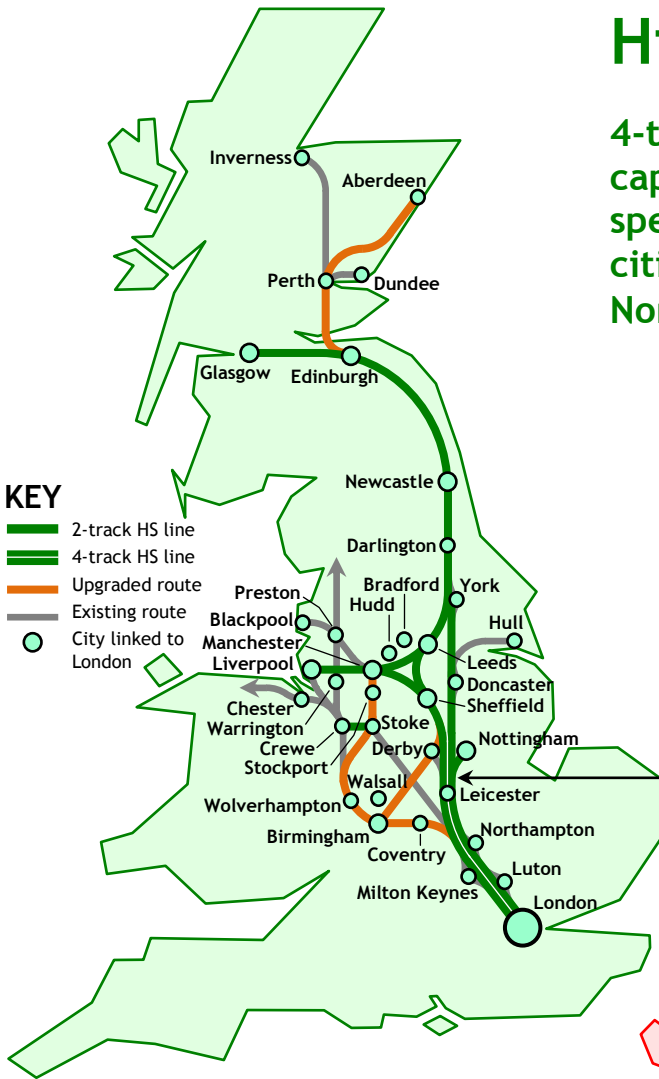 Inverness
Aberdeen
Perth
Dundee
Glasgow
Edinburgh
Newcastle
KEY
2-track HS line
4-track HS line
Upgraded route
Existing route
City linked to
London
Darlington
Bradford
York
Preston
Hudd
Blackpool
Hull
Manchester
Liverpool
Leeds
Doncaster
Sheffield
Chester
Warrington
Stoke
Crewe
Derby
Nottingham
Stockport
Walsall
Leicester
Wolverhampton
Northampton
Birmingham
Coventry
Luton
Milton Keynes
London
4-t
cap
spe
citi
Nor